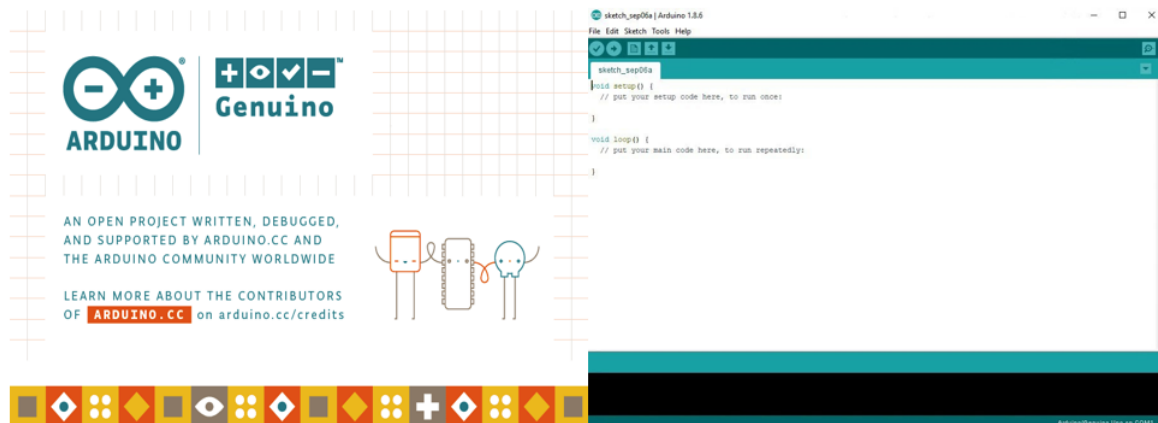 ARDUINO
®
Genuino
™
AN OPEN PROJECT WRITTEN, DEBUGGED,
AND SUPPORTED BY ARDUINO.CC AND
THE ARDUINO COMMUNITY WORLDWIDE
LEARN MORE ABOUT THE CONTRIBUTORS
OF ARDUINO.CC on arduino.cc/credits
sketch_sep06a | Arduino 1.8.6
File Edit Sketch Tools Help
sketch_sep06a
void setup() {
// put your setup code here, to run once:
}
void loop() {
// put your main code here, to run repeatedly:
}